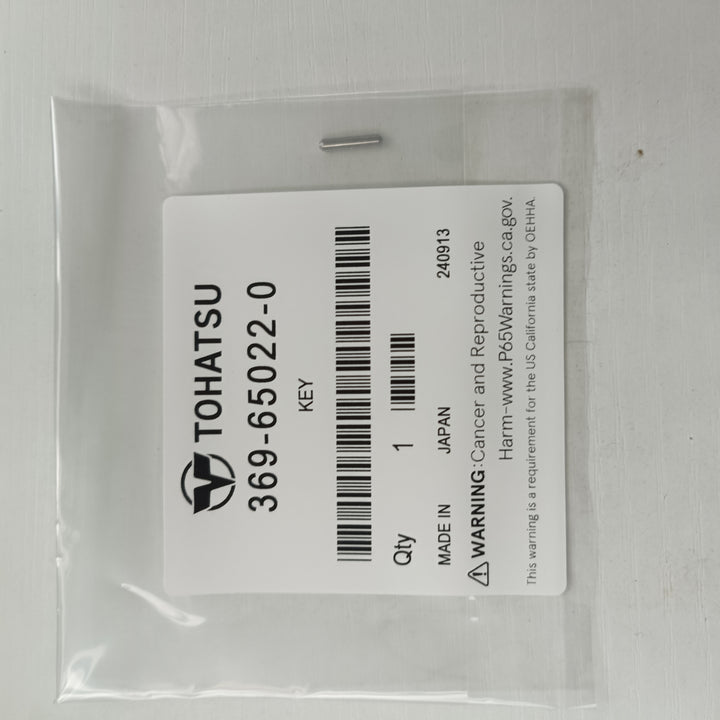 TOHATSU
369-65022-0
KEY
Qty 1
MADE IN JAPAN 240913
⚠WARNING:Cancer and Reproductive
Harm-www.P65Warnings.ca.gov.
This warning is a requirement for the US California state by OEHHA.